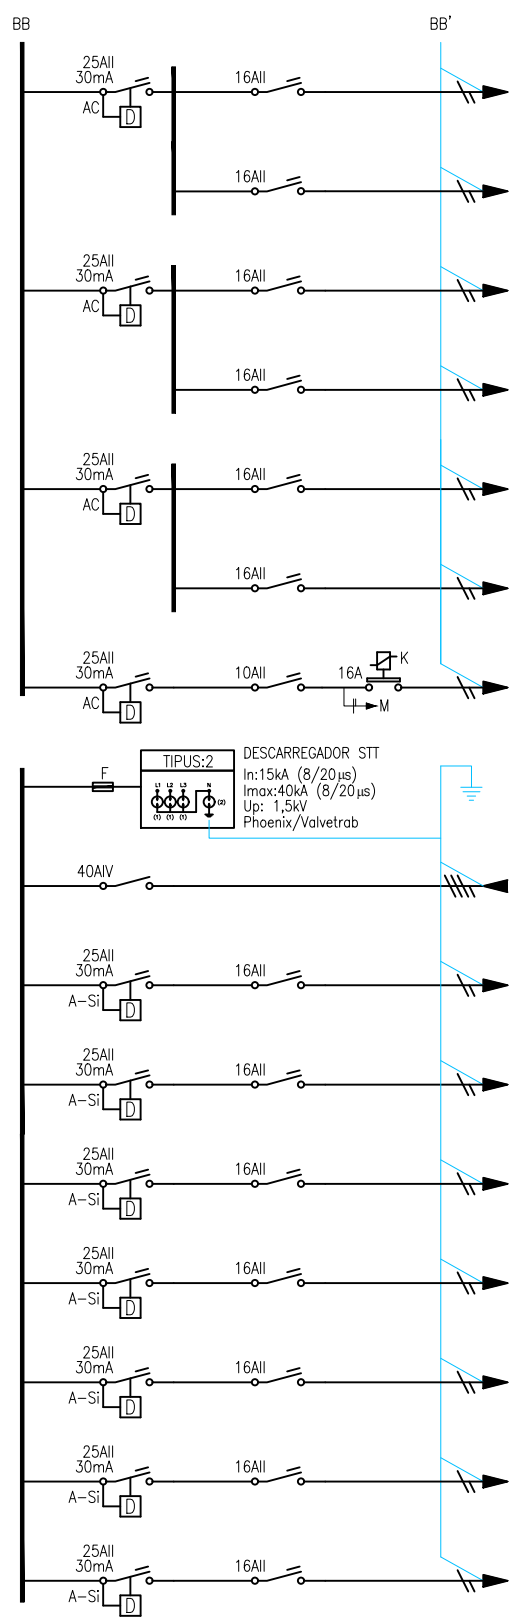 BB
BB'
25AII
30mA
16AII
AC
D
16AII
25AII
30mA
16AII
AC
D
16AII
25AII
30mA
16AII
AC
D
16AII
25AII
30mA
10AII
16A
K
AC
D
M
F
TIPUS:2
L1 L2 L3 N
(2)
(1) (1) (1)
DESCARREGADOR STT
In:15kA (8/20µs)
Imax:40kA (8/20µs)
Up: 1,5kV
Phoenix/Valvetrab
40AIV
25AII
30mA
16AII
A-Si
D
25AII
30mA
16AII
A-Si
D
25AII
30mA
16AII
A-Si
D
25AII
30mA
16AII
A-Si
D
25AII
30mA
16AII
A-Si
D
25AII
30mA
16AII
A-Si
D
25AII
30mA
16AII
A-Si
D